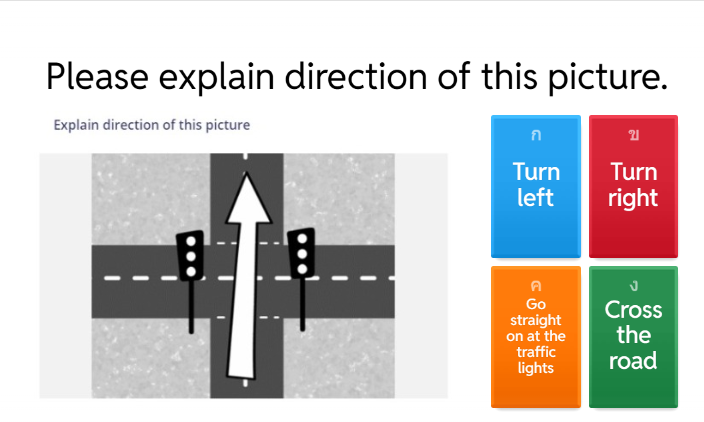 Please explain direction of this picture.
Explain direction of this picture
ก
Turn
left
ข
Turn
right
ค
Go
straight
on at the
traffic
lights
ง
Cross
the
road